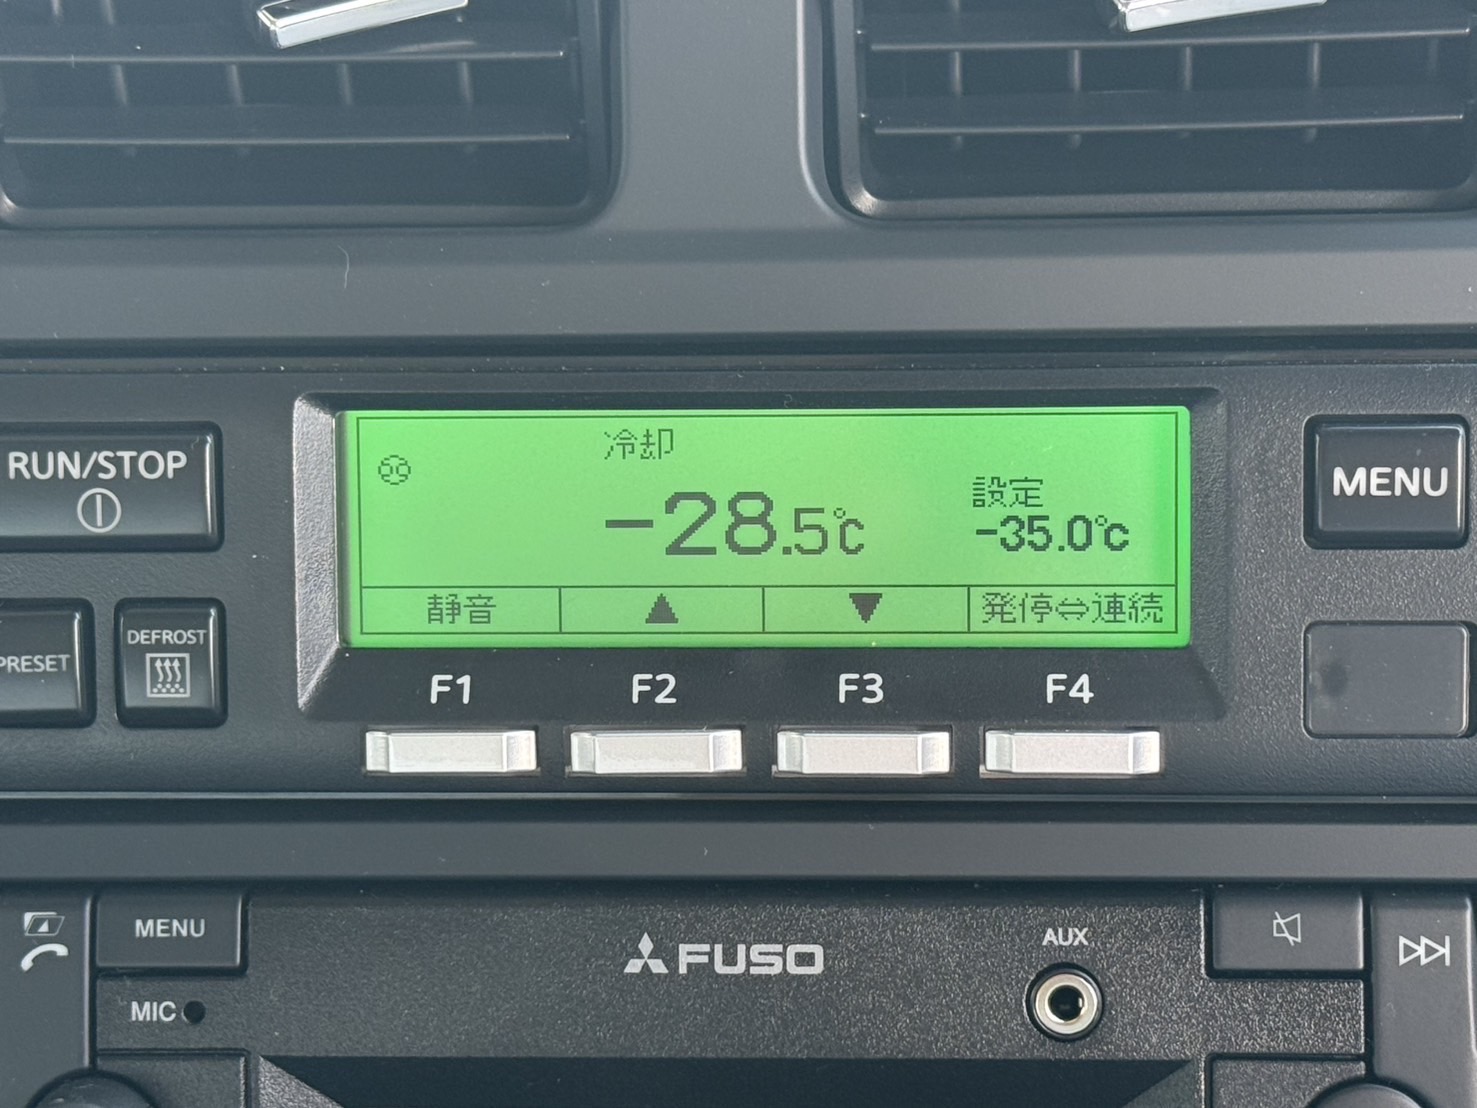 RUN/STOP
冷却
-28.5℃
設定
-35.0℃
MENU
静音 ▲ ▼ 発停⇔連続
PRESET
DEFROST
F1 F2 F3 F4
MENU
FUSO
AUX
MIC